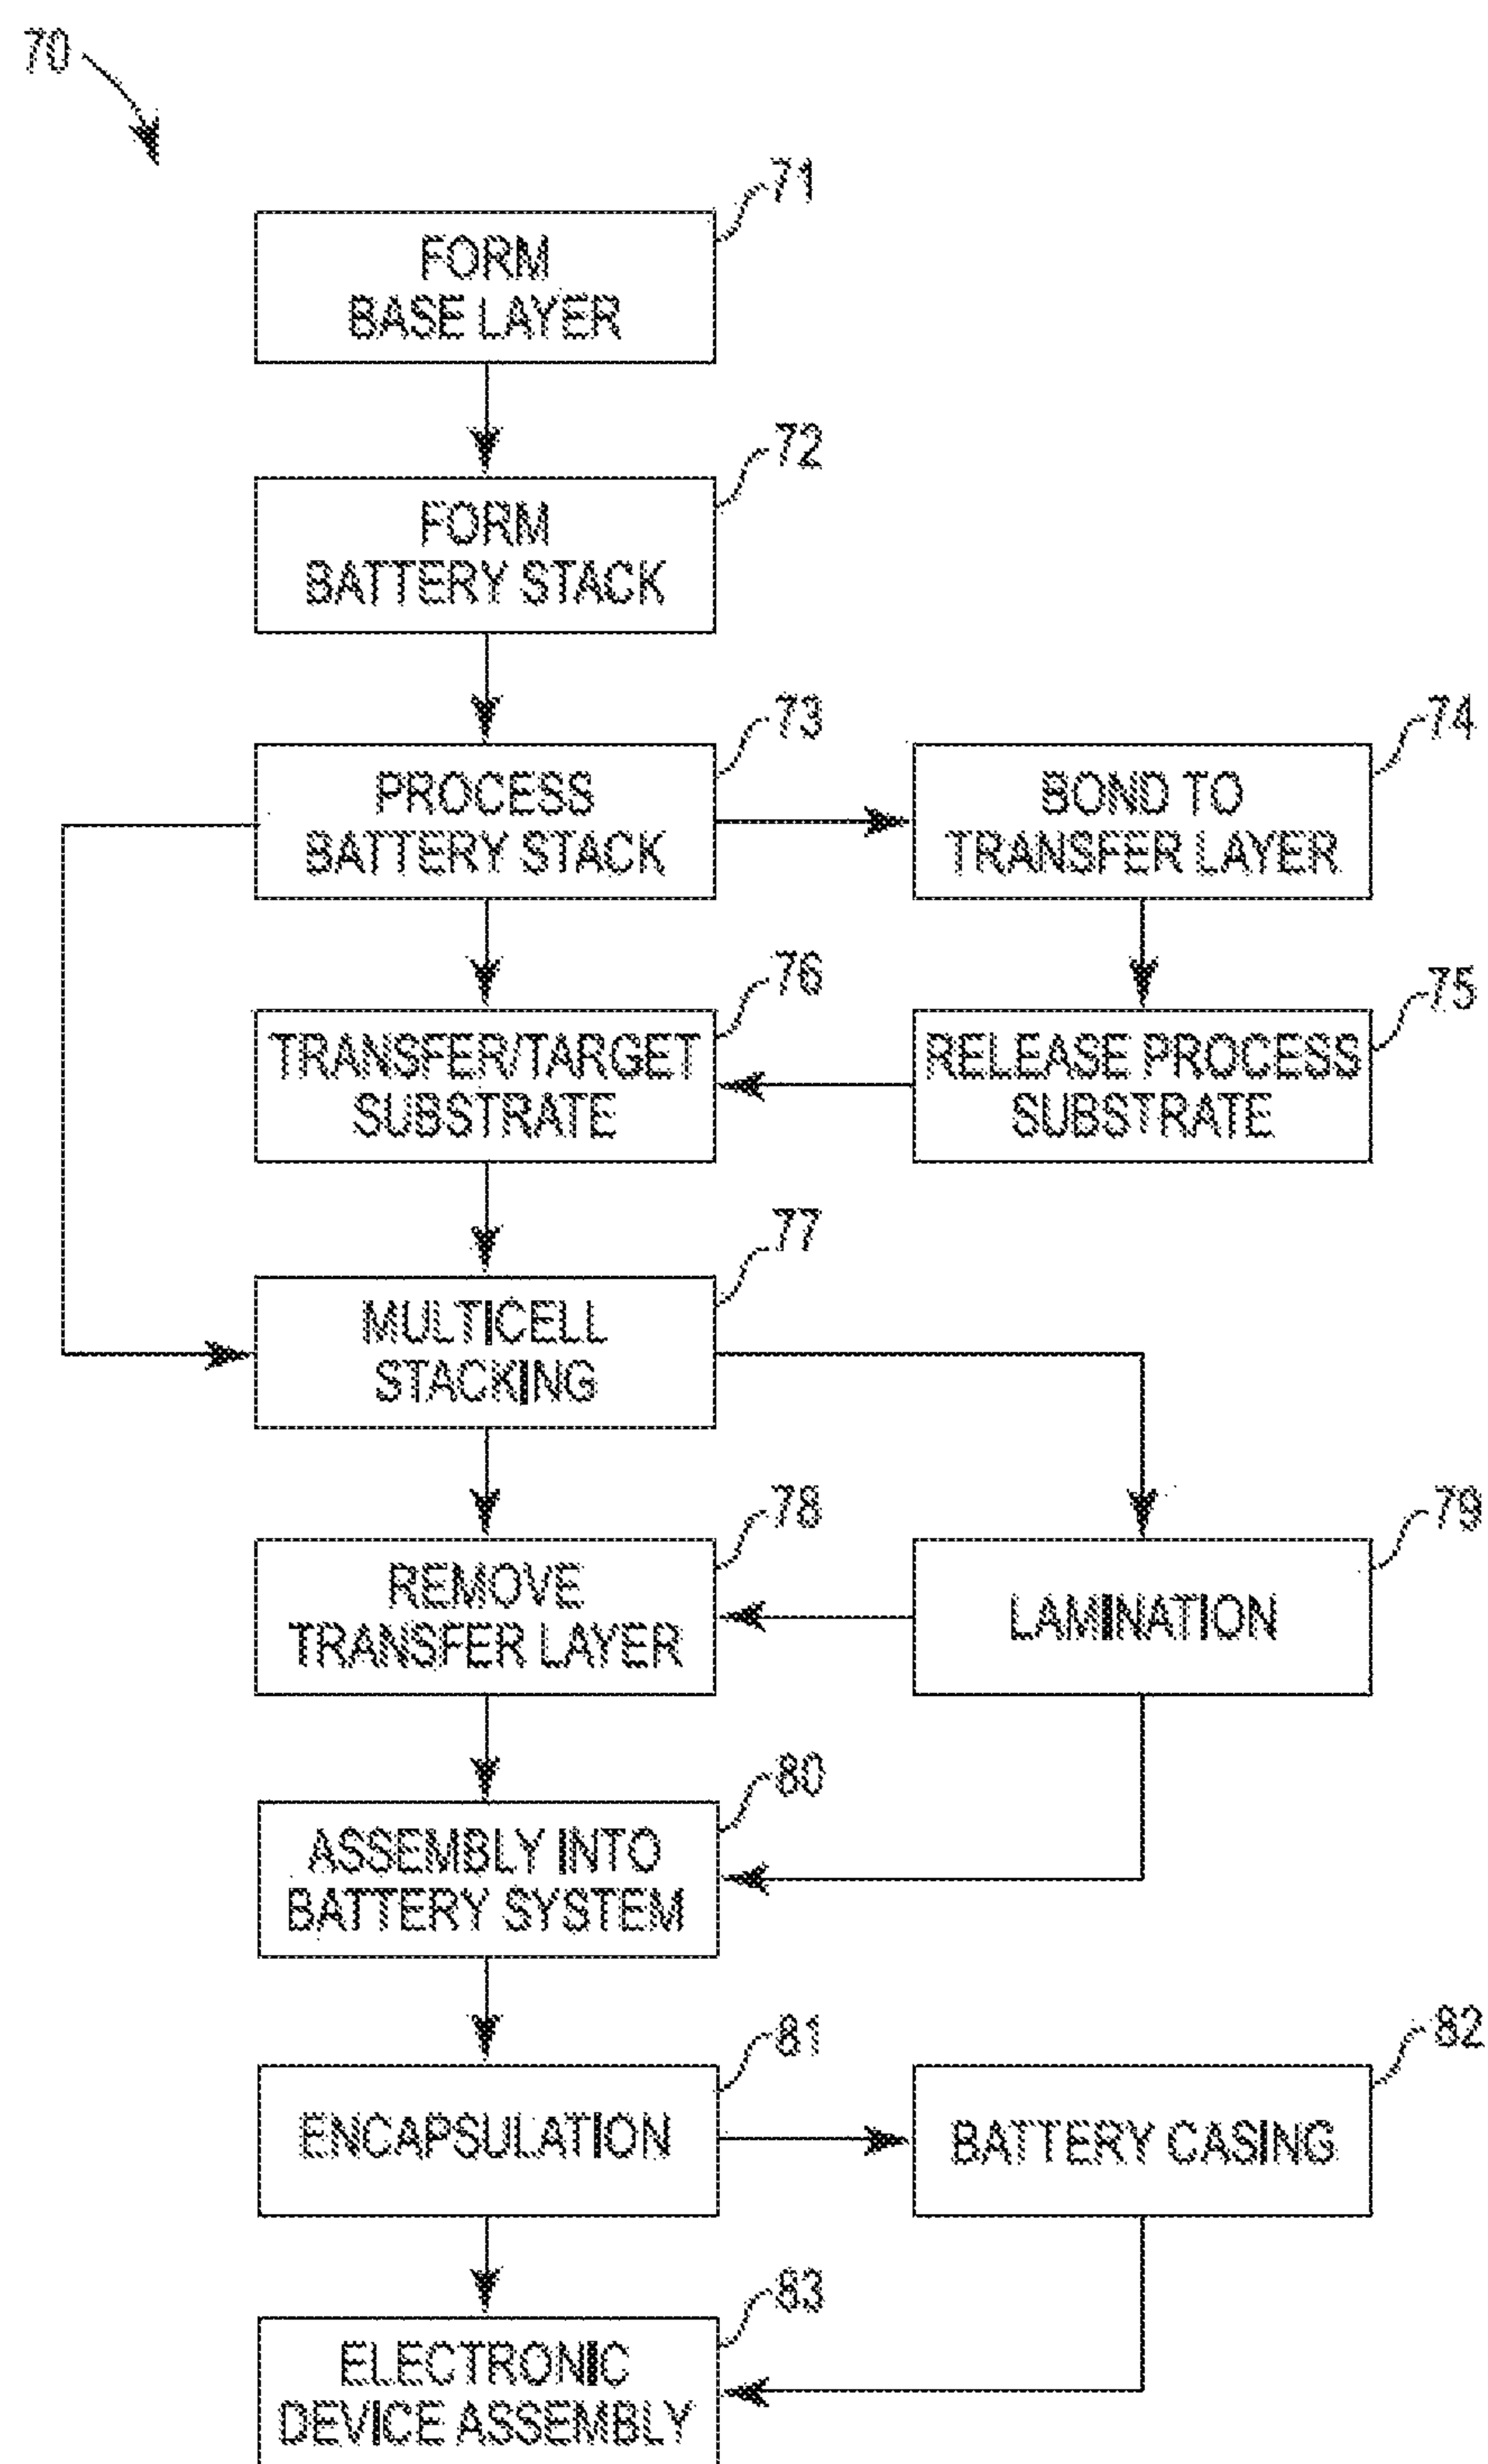 70
71
FORM
BASE LAYER
72
FORM
BATTERY STACK
73
PROCESS
BATTERY STACK
74
BOND TO
TRANSFER LAYER
76
TRANSFER/TARGET
SUBSTRATE
75
RELEASE PROCESS
SUBSTRATE
77
MULTICELL
STACKING
78
REMOVE
TRANSFER LAYER
79
LAMINATION
80
ASSEMBLY INTO
BATTERY SYSTEM
81
ENCAPSULATION
82
BATTERY CASING
83
ELECTRONIC
DEVICE ASSEMBLY